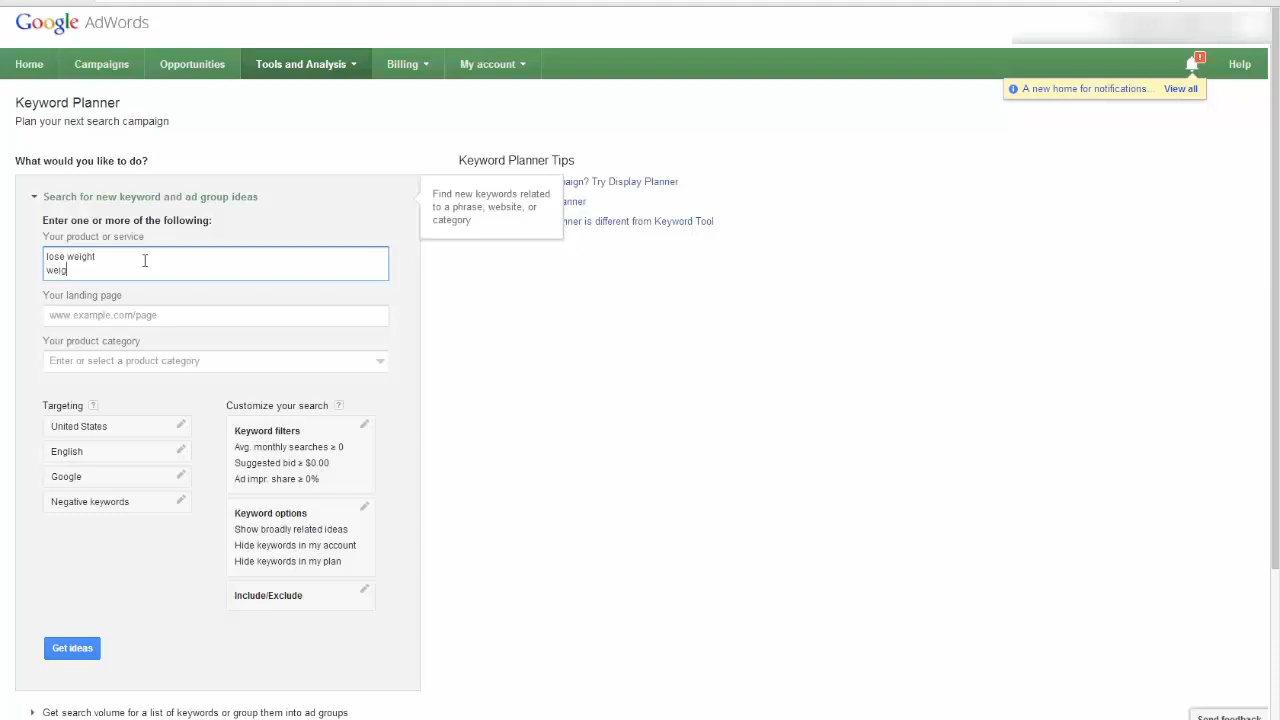 Google AdWords
Home Campaigns Opportunities Tools and Analysis Billing My account Help
A new home for notifications... View all
Keyword Planner
Plan your next search campaign
What would you like to do?
Keyword Planner Tips
Search for new keyword and ad group ideas
Find new keywords related
to a phrase, website, or
category
Try Display Planner
is different from Keyword Tool
Enter one or more of the following:
Your product or service
lose weight
weig
Your landing page
www.example.com/page
Your product category
Enter or select a product category
Targeting ?
United States
English
Google
Negative keywords
Customize your search ?
Keyword filters
Avg. monthly searches ≥ 0
Suggested bid ≥ $0.00
Ad impr. share ≥ 0%
Keyword options
Show broadly related ideas
Hide keywords in my account
Hide keywords in my plan
Include/Exclude
Get ideas
Get search volume for a list of keywords or group them into ad groups
Send feedback